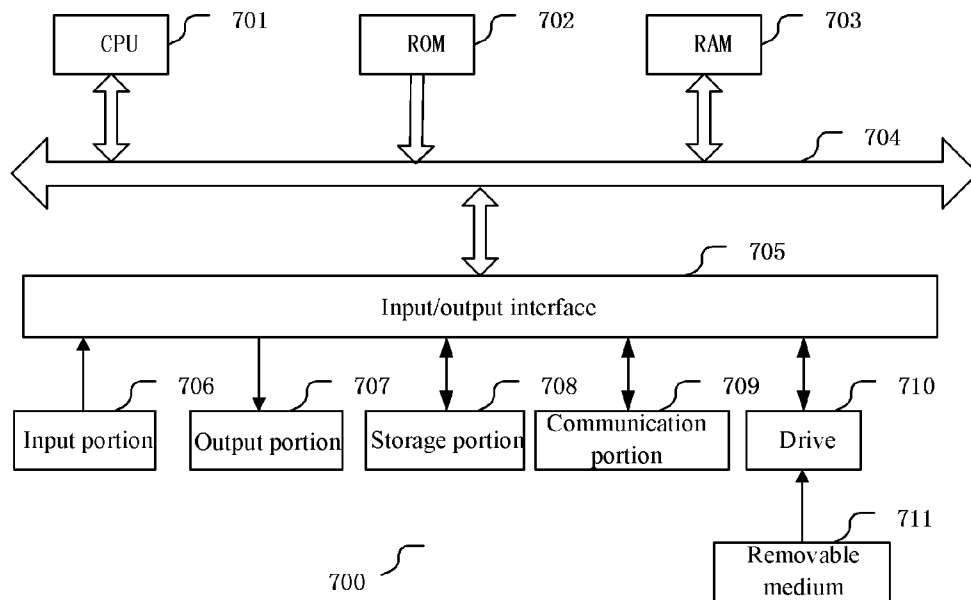 701
702
703
CPU
ROM
RAM
704
705
Input/output interface
706
707
708
709
710
Input portion
Output portion
Storage portion
Communication
portion
Drive
711
Removable
medium
700